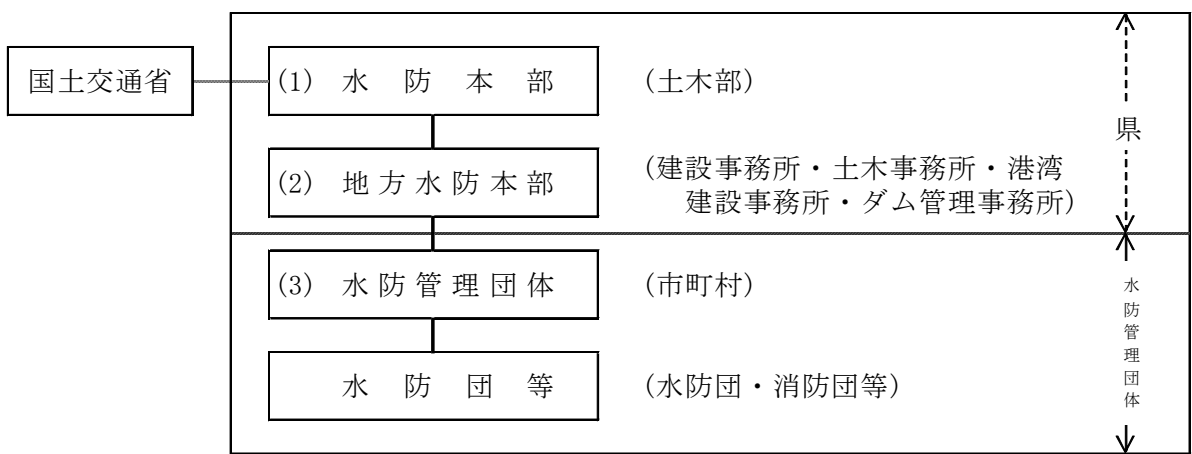 国土交通省
(1) 水防本部
(土木部)
(2) 地方水防本部
(建設事務所・土木事務所・港湾
建設事務所・ダム管理事務所)
県
(3) 水防管理団体
(市町村)
水防団等
(水防団・消防団等)
水防管理団体